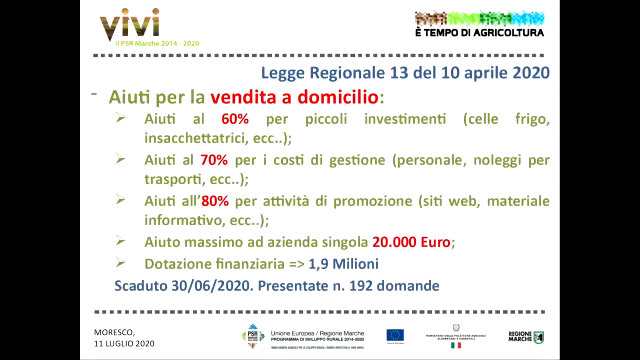 vivi
Il PSR Marche 2014 - 2020
È TEMPO DI AGRICOLTURA
Legge Regionale 13 del 10 aprile 2020
- Aiuti per la vendita a domicilio:
Aiuti al 60% per piccoli investimenti (celle frigo,
insacchettatrici, ecc..);
Aiuti al 70% per i costi di gestione (personale, noleggi per
trasporti, ecc..);
Aiuti all'80% per attività di promozione (siti web, materiale
informativo, ecc..);
Aiuto massimo ad azienda singola 20.000 Euro;
Dotazione finanziaria => 1,9 Milioni
Scaduto 30/06/2020. Presentate n. 192 domande
MORESCO,
11 LUGLIO 2020
PSR
Unione Europea / Regione Marche
PROGRAMMA DI SVILUPPO RURALE 2014-2020
REGIONE
MARCHE